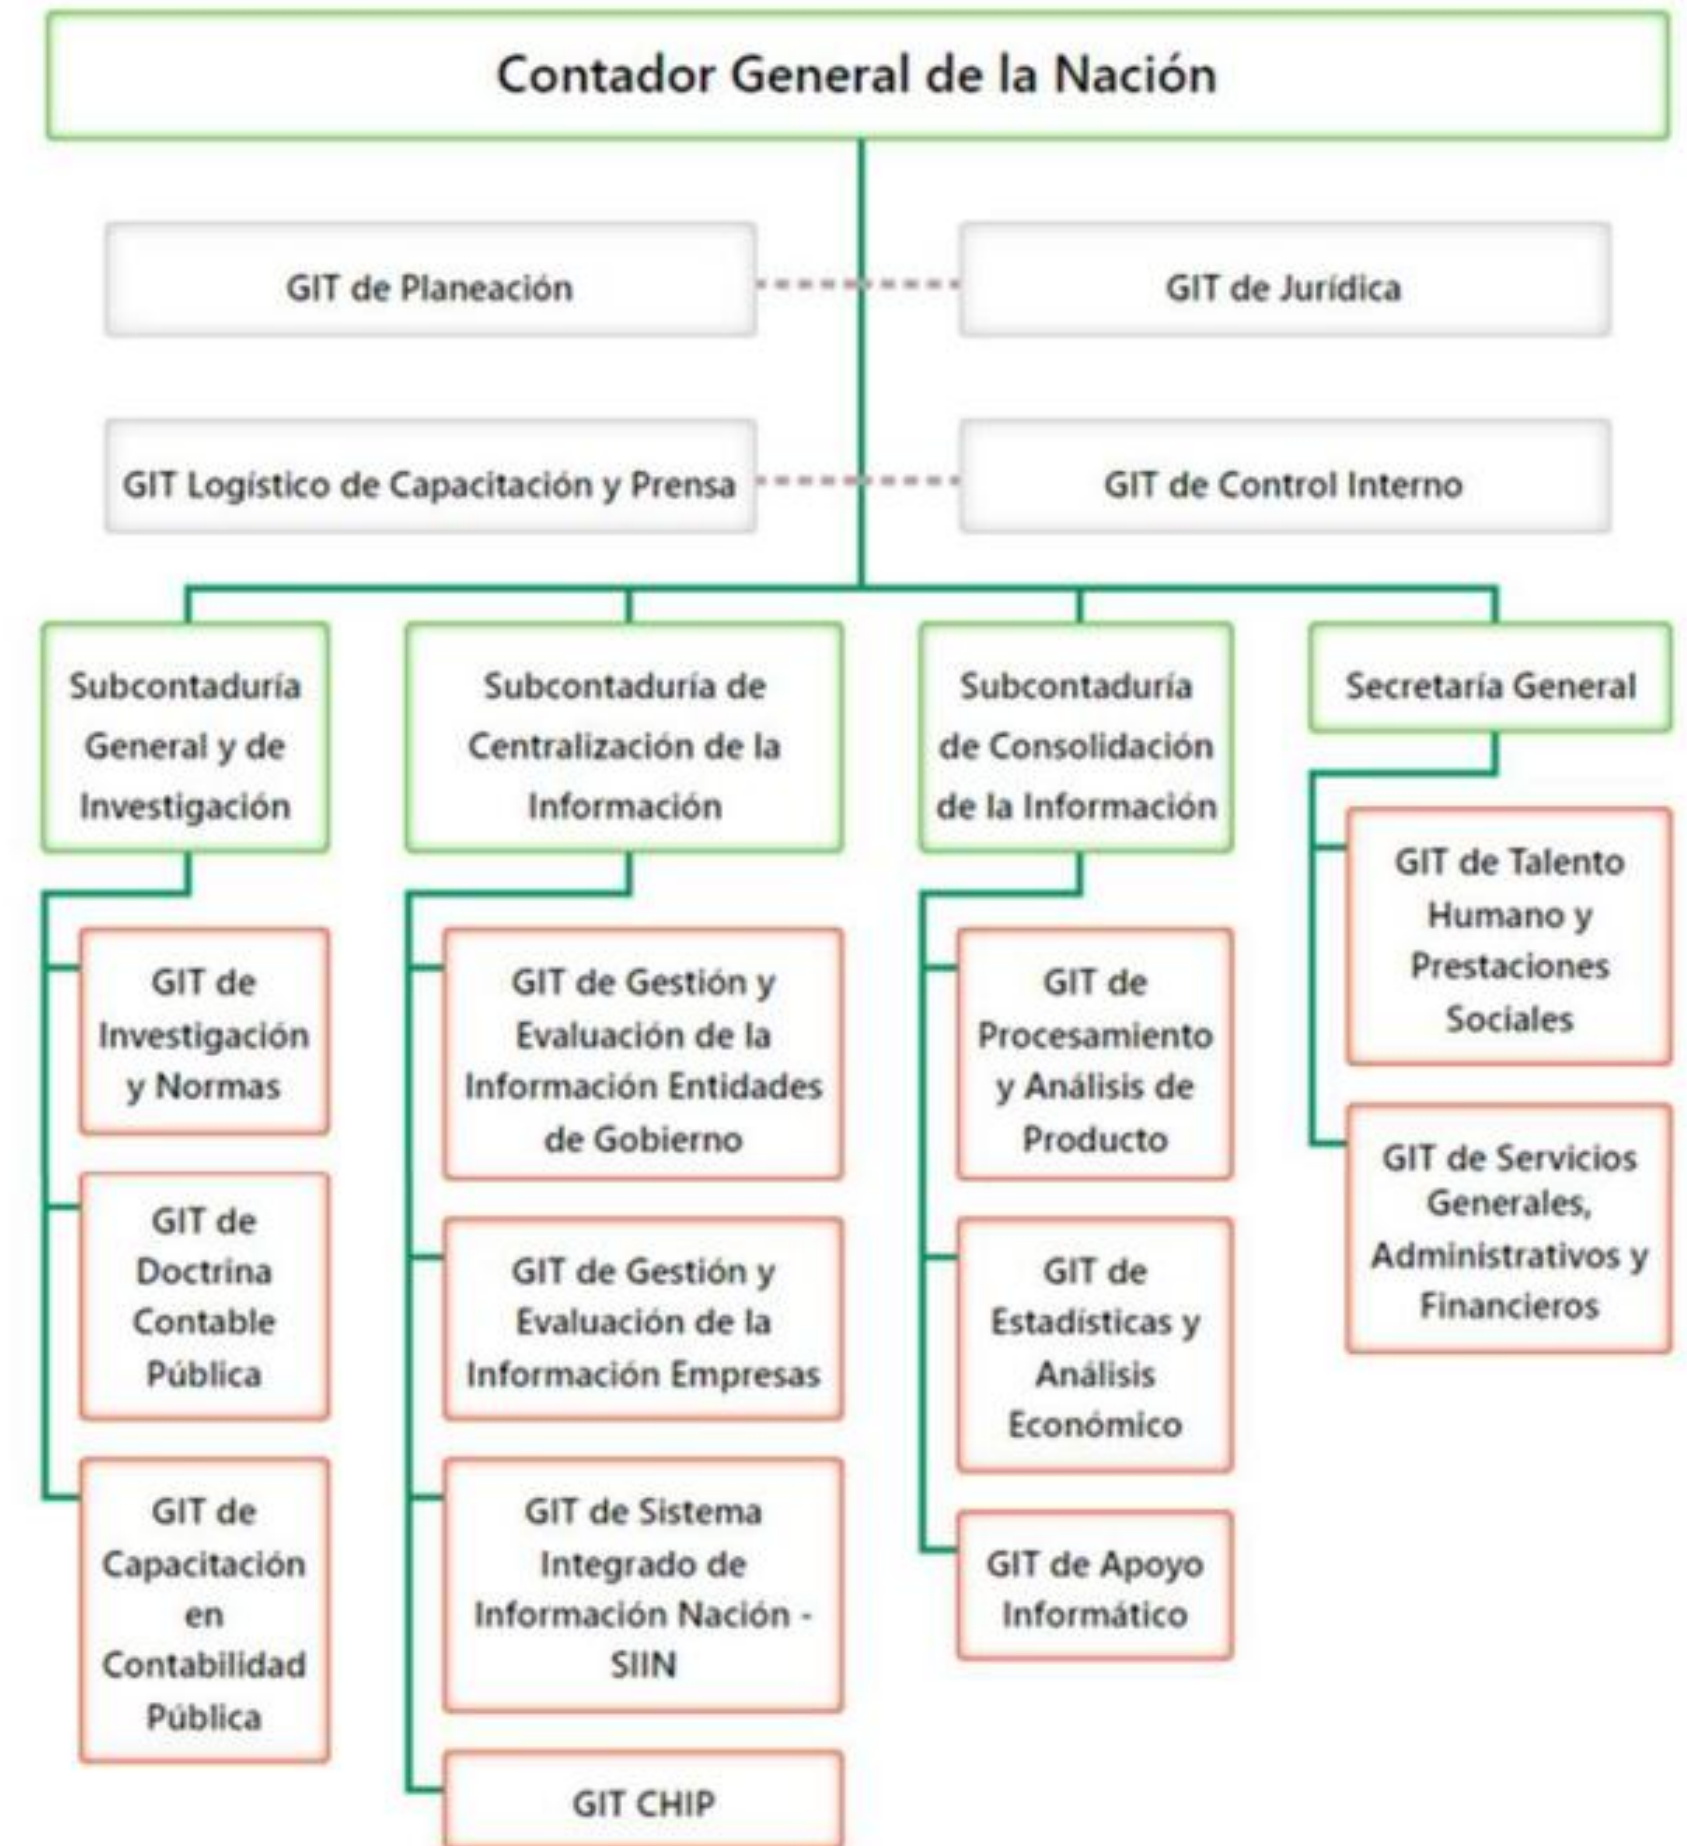 Contador General de la Nación
GIT de Planeación
GIT de Jurídica
GIT Logístico de Capacitación y Prensa
GIT de Control Interno
Subcontaduría
General y de
Investigación
GIT de
Investigación
y Normas
GIT de
Doctrina
Contable
Pública
GIT de
Capacitación
en
Contabilidad
Pública
Subcontaduría de
Centralización de la
Información
GIT de Gestión y
Evaluación de la
Información Entidades
de Gobierno
GIT de Gestión y
Evaluación de la
Información Empresas
GIT de Sistema
Integrado de
Información Nación -
SIIN
GIT CHIP
Subcontaduría
de Consolidación
de la Información
GIT de
Procesamiento
y Análisis de
Producto
GIT de
Estadísticas y
Análisis
Económico
GIT de Apoyo
Informático
Secretaría General
GIT de Talento
Humano y
Prestaciones
Sociales
GIT de Servicios
Generales,
Administrativos y
Financieros